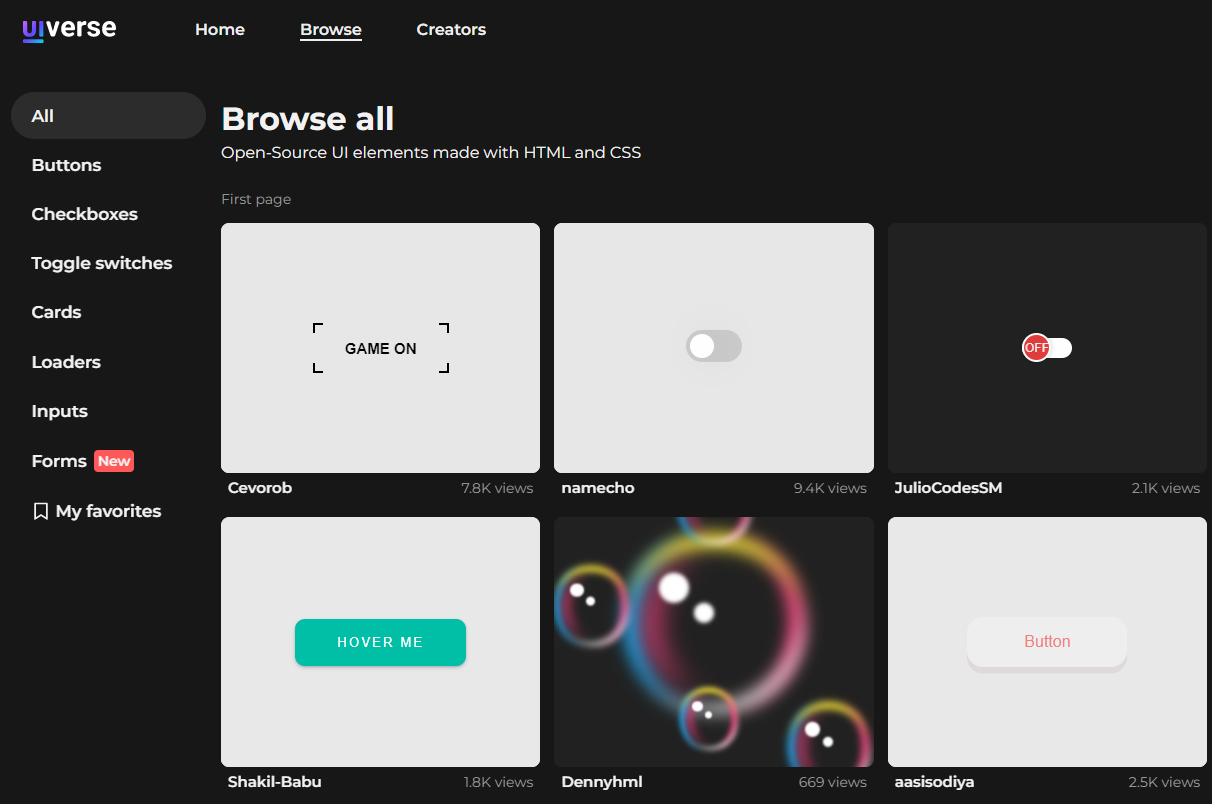 uiverse
Home Browse Creators
All
Buttons
Checkboxes
Toggle switches
Cards
Loaders
Inputs
Forms New
My favorites
Browse all
Open-Source UI elements made with HTML and CSS
First page
GAME ON
OFF
Cevorob 7.8K views
namecho 9.4K views
JulioCodesSM 2.1K views
HOVER ME
Button
Shakil-Babu 1.8K views
Dennyhml 669 views
aasisodiya 2.5K views